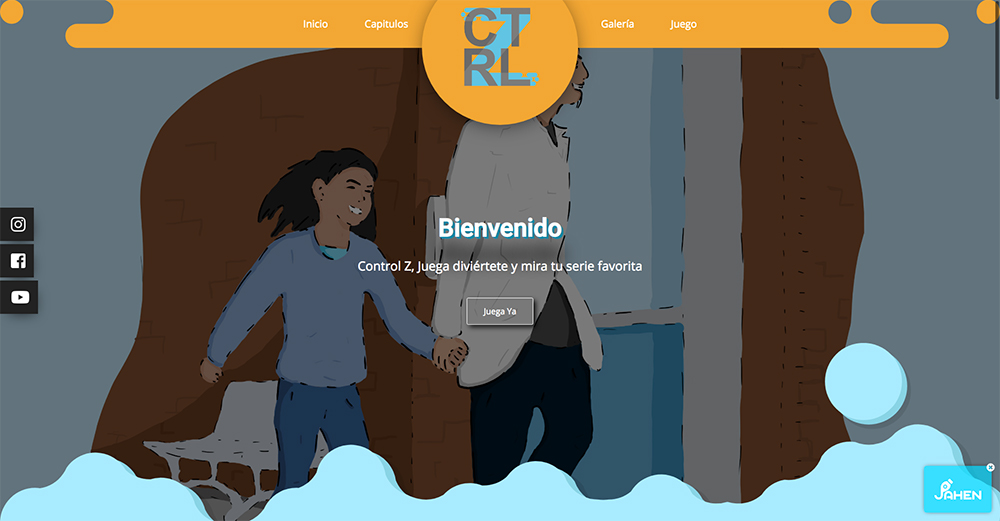 Inicio
Capitulos
CT
RL
Z
Galería
Juego
Bienvenido
Control Z, Juega diviértete y mira tu serie favorita
Juega Ya
JAHEN